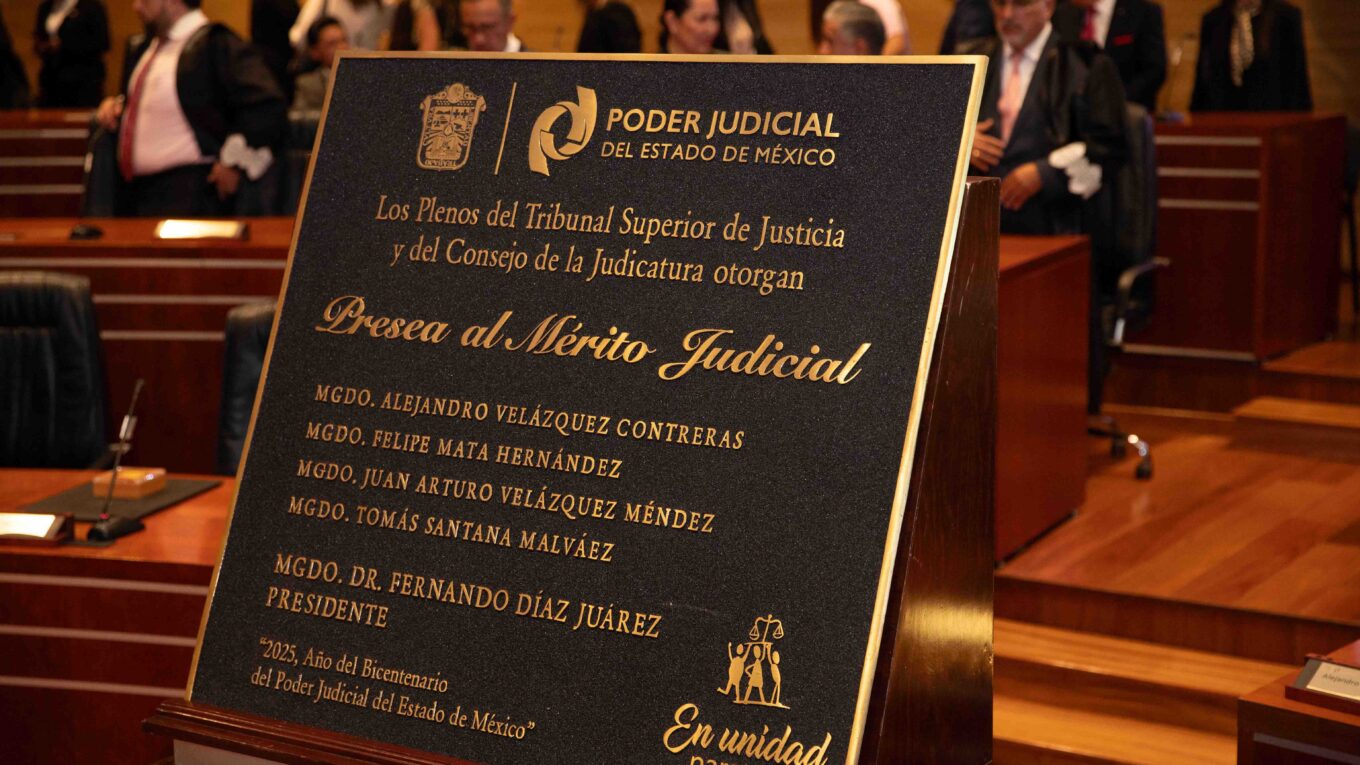 PODER JUDICIAL
DEL ESTADO DE MÉXICO
Los Plenos del Tribunal Superior de Justicia
y del Consejo de la Judicatura otorgan
Presea al Mérito Judicial
MGDO. ALEJANDRO VELÁZQUEZ CONTRERAS
MGDO. FELIPE MATA HERNÁNDEZ
MGDO. JUAN ARTURO VELÁZQUEZ MÉNDEZ
MGDO. TOMÁS SANTANA MALVÁEZ
MGDO. DR. FERNANDO DÍAZ JUÁREZ
PRESIDENTE
“2025, Año del Bicentenario
del Poder Judicial del Estado de México”
En unidad
Alejandro